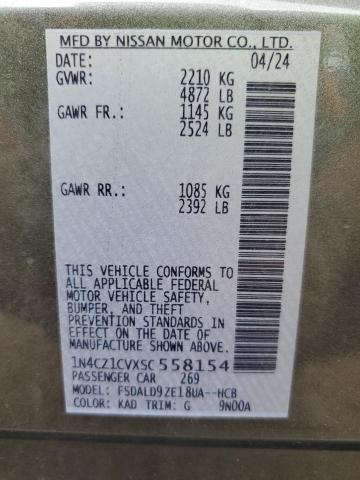 MFD BY NISSAN MOTOR CO., LTD.
DATE: 04/24
GVWR: 2210 KG
4872 LB
GAWR FR.: 1145 KG
2524 LB
GAWR RR.: 1085 KG
2392 LB
THIS VEHICLE CONFORMS TO
ALL APPLICABLE FEDERAL
MOTOR VEHICLE SAFETY,
BUMPER, AND THEFT
PREVENTION STANDARDS IN
EFFECT ON THE DATE OF
MANUFACTURE SHOWN ABOVE.
1N4CZ1CVXSC558154
PASSENGER CAR 269
MODEL: FSDALD9ZE18UA--HCB
COLOR: KAD TRIM: G 9N00A